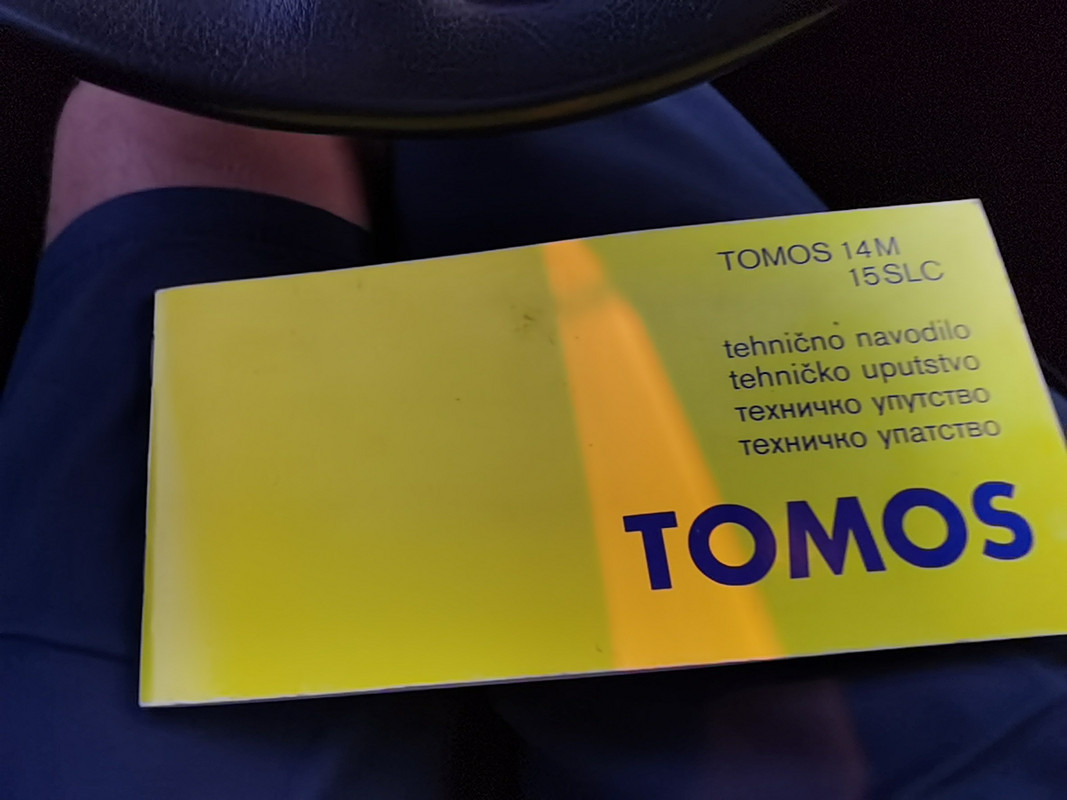 TOMOS 14M
15SLC
tehnično navodilo
tehničko uputstvo
техничко упутство
техничко упатство
TOMOS